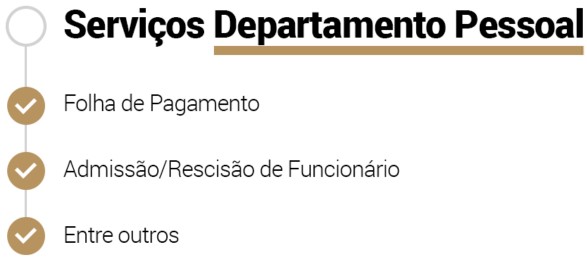 Serviços Departamento Pessoal
Folha de Pagamento
Admissão/Rescisão de Funcionário
Entre outros